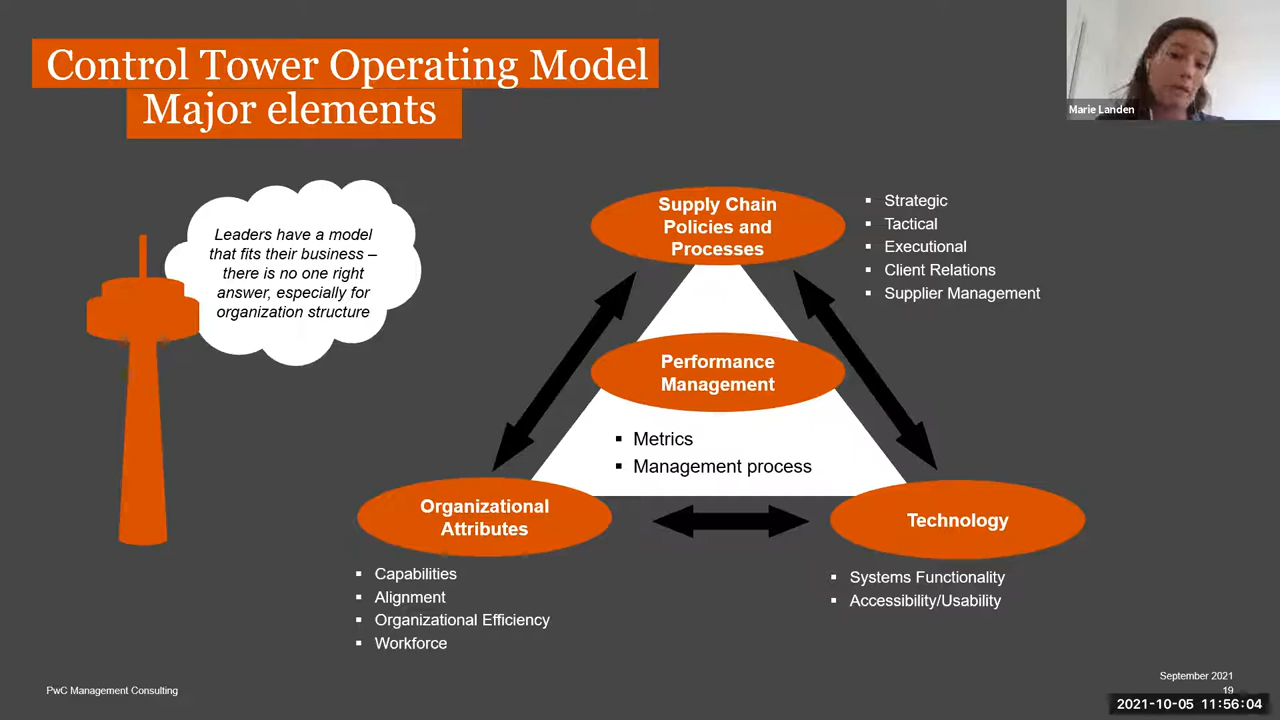 Control Tower Operating Model
Major elements
Marie Landen
Leaders have a model
that fits their business –
there is no one right
answer, especially for
organization structure
Supply Chain
Policies and
Processes
▪ Strategic
▪ Tactical
▪ Executional
▪ Client Relations
▪ Supplier Management
Performance
Management
▪ Metrics
▪ Management process
Organizational
Attributes
▪ Capabilities
▪ Alignment
▪ Organizational Efficiency
▪ Workforce
Technology
▪ Systems Functionality
▪ Accessibility/Usability
PwC Management Consulting
September 2021
19
2021-10-05 11:56:04